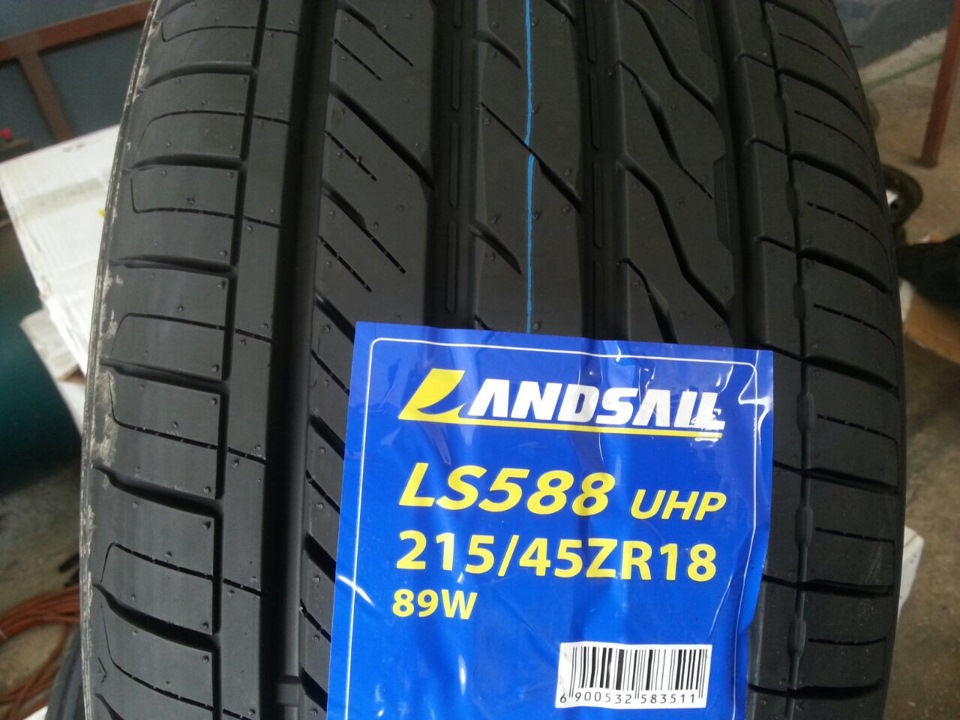 LANDSAIL
LS588 UHP
215/45ZR18
89W
6 900532 583511